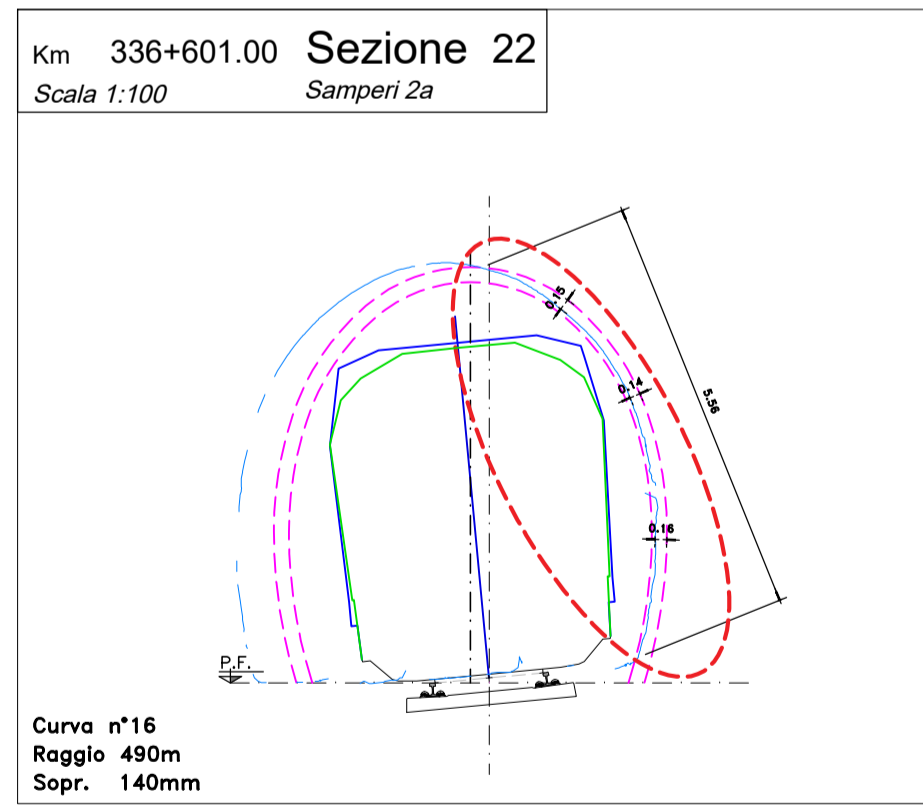 Km 336+601.00 Sezione 22
Scala 1:100 Samperi 2a
0.15
0.14
5.56
0.16
P.F.
Curva n°16
Raggio 490m
Sopr. 140mm